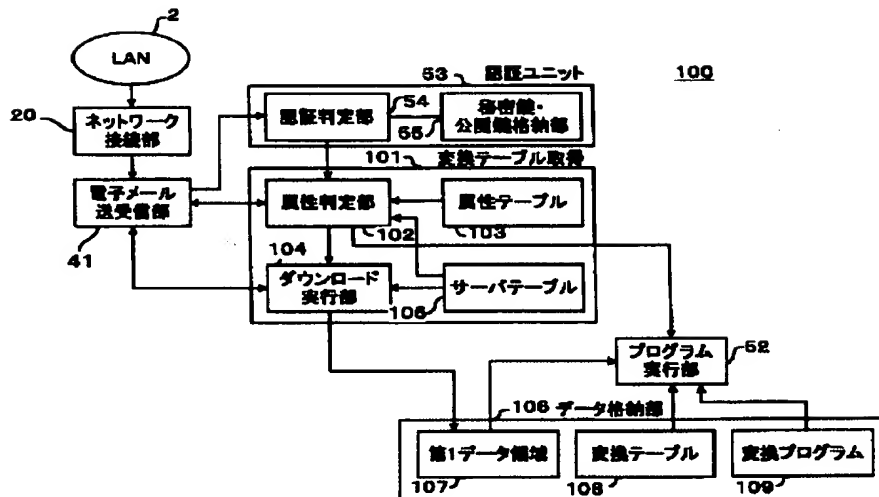 2
LAN
20
ネットワーク
接続部
電子メール
送受信部
41
53 認証ユニット
100
認証判定部
54
55
秘密鍵・
公開鍵格納部
101 変換テーブル取得
属性判定部
102
属性テーブル
103
104
ダウンロード
実行部
サーバテーブル
105
プログラム
実行部
52
106 データ格納部
第1データ領域
107
変換テーブル
108
変換プログラム
109